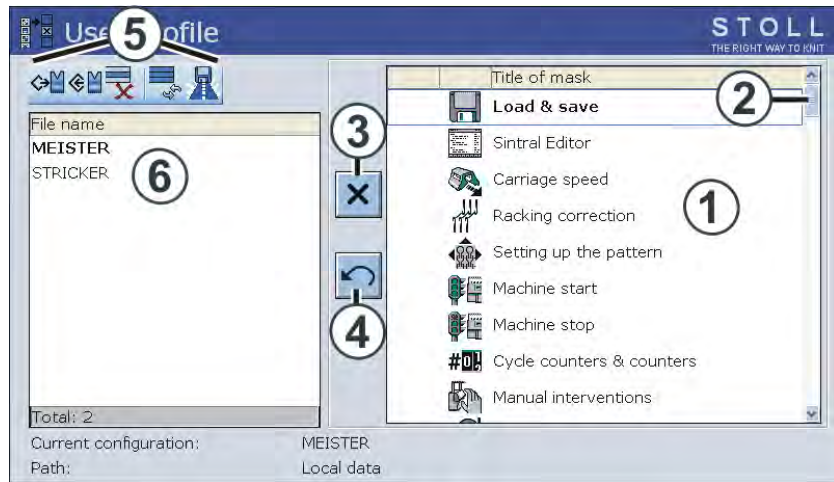 User Profile
STOLL
THE RIGHT WAY TO KNIT
5
Title of mask
2
Load & save
File name
3
MEISTER
Sintral Editor
STRICKER
6
Carriage speed
1
Racking correction
Setting up the pattern
Machine start
4
Machine stop
Cycle counters & counters
Manual interventions
Total: 2
Current configuration: MEISTER
Path: Local data